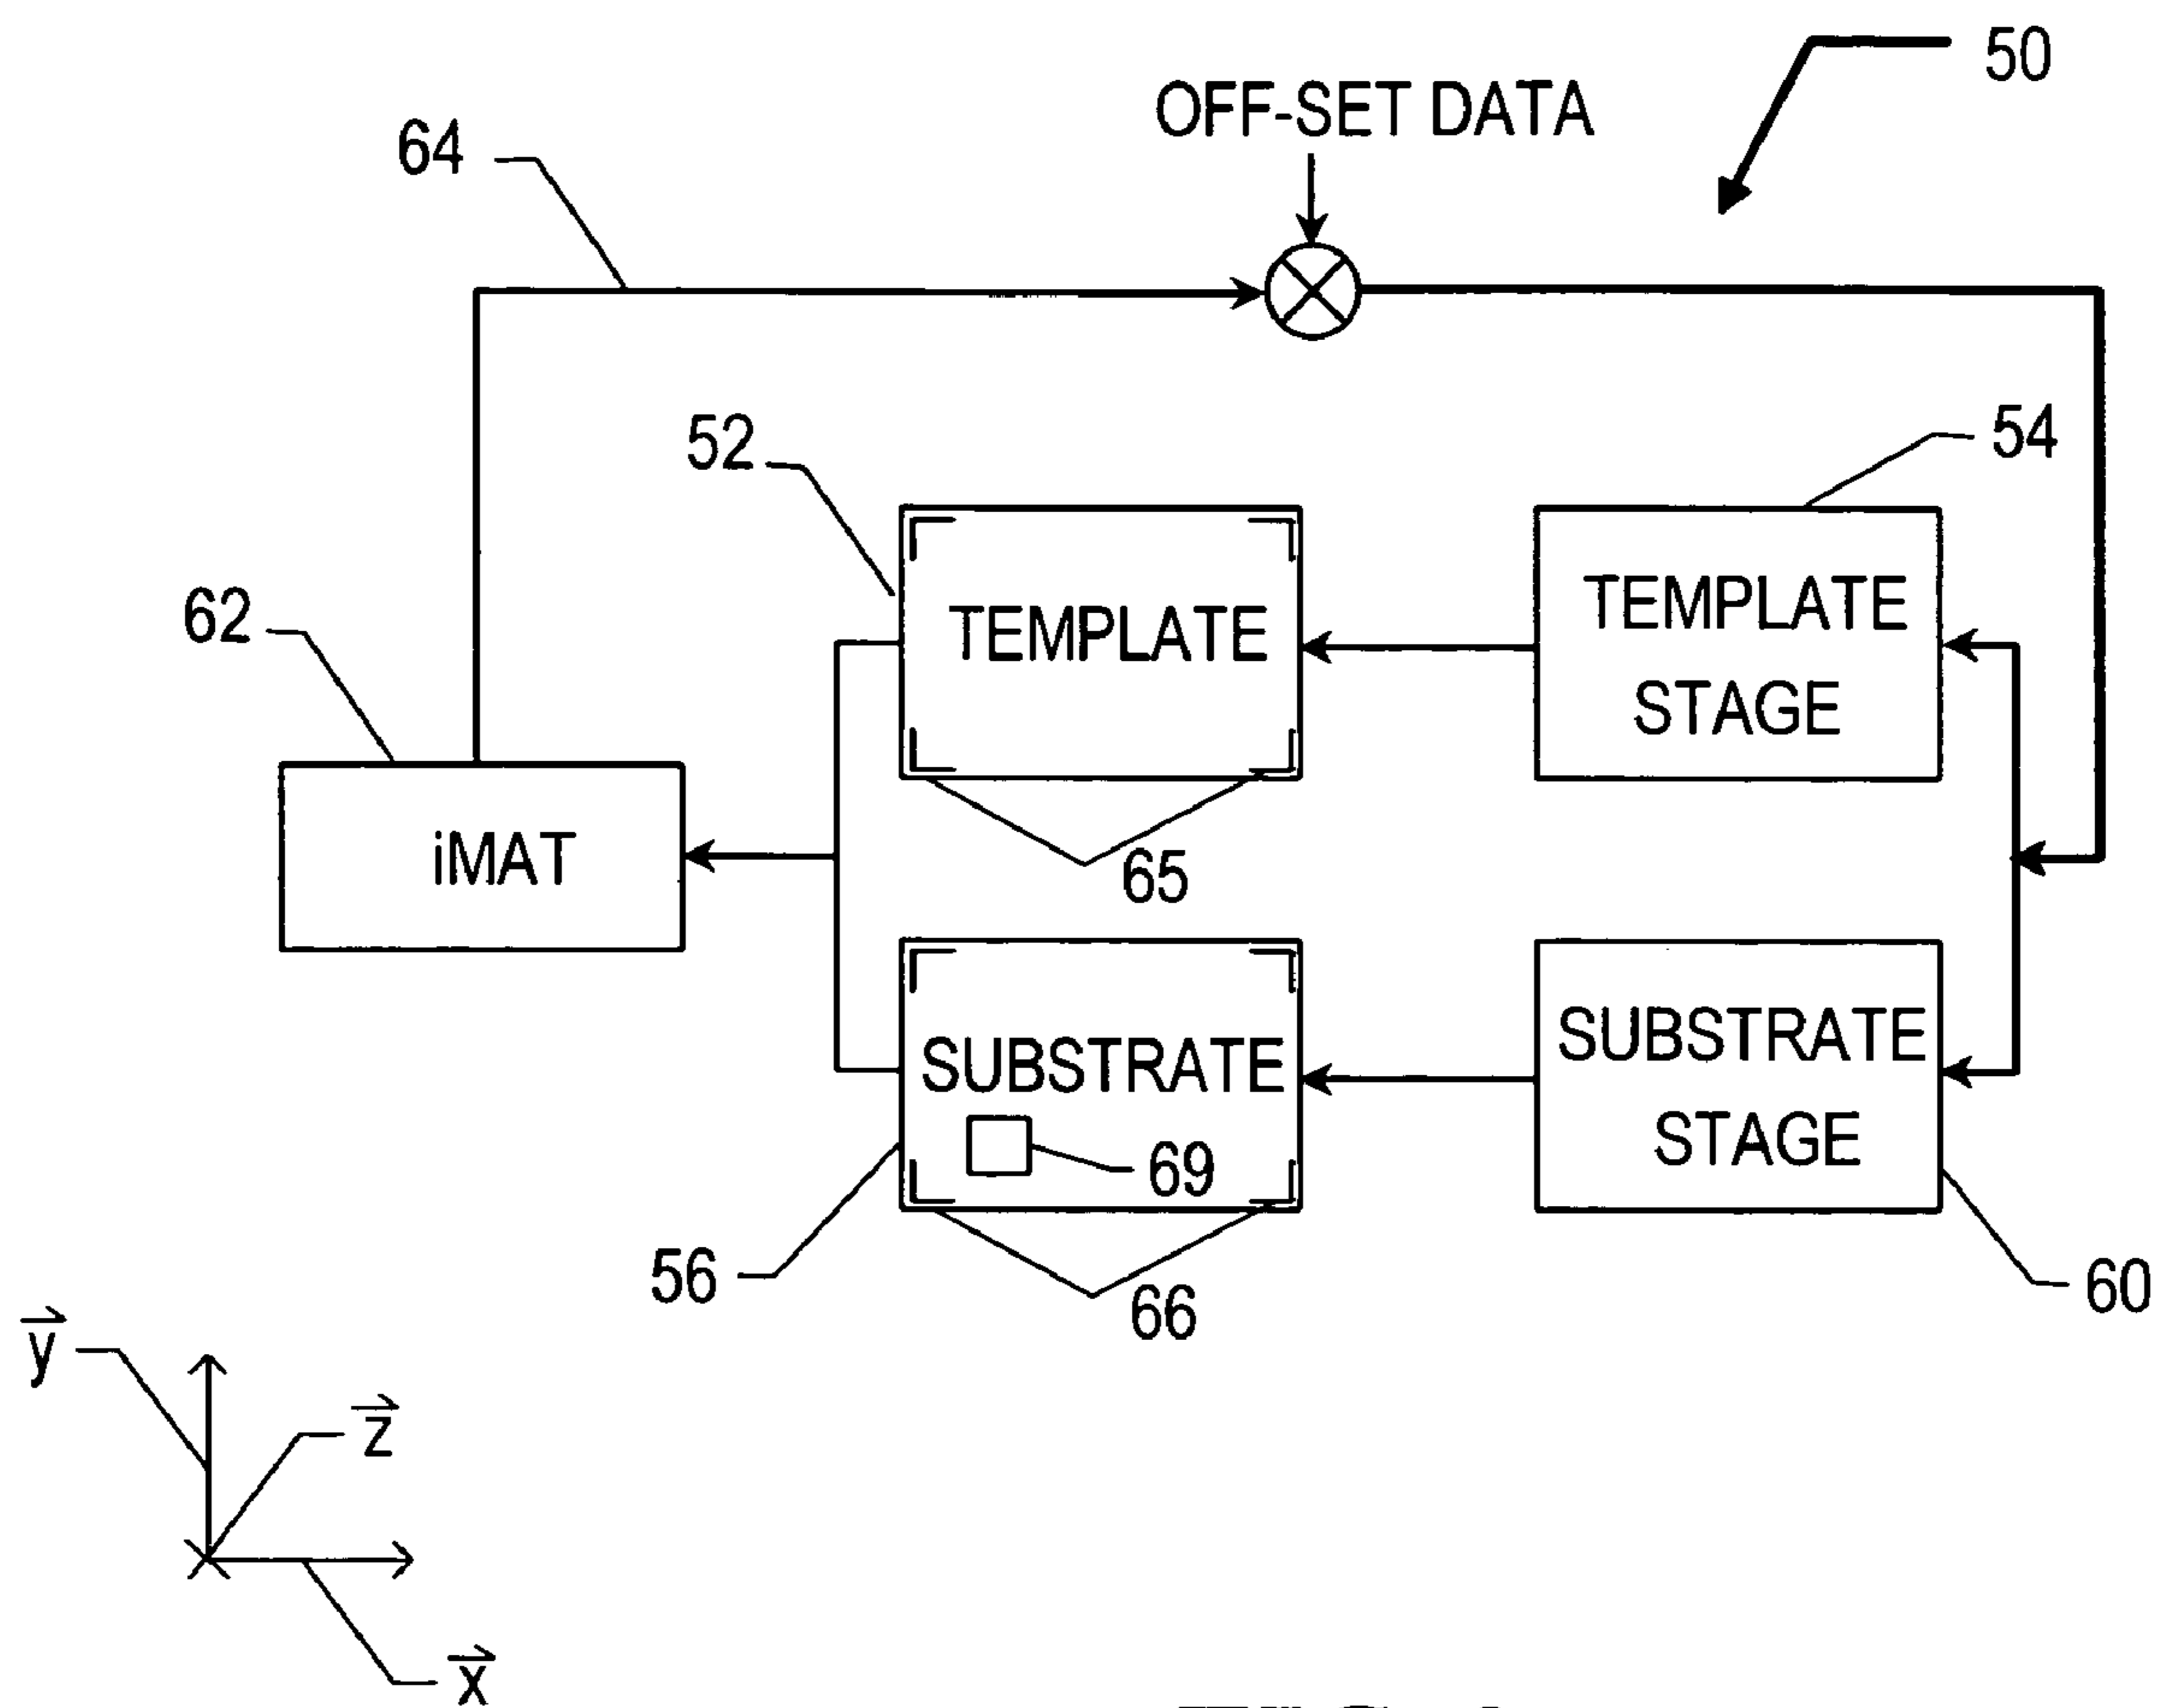 50
OFF-SET DATA
64
52
54
62
TEMPLATE
TEMPLATE
STAGE
iMAT
65
SUBSTRATE
SUBSTRATE
STAGE
69
56
66
60
y
z
x